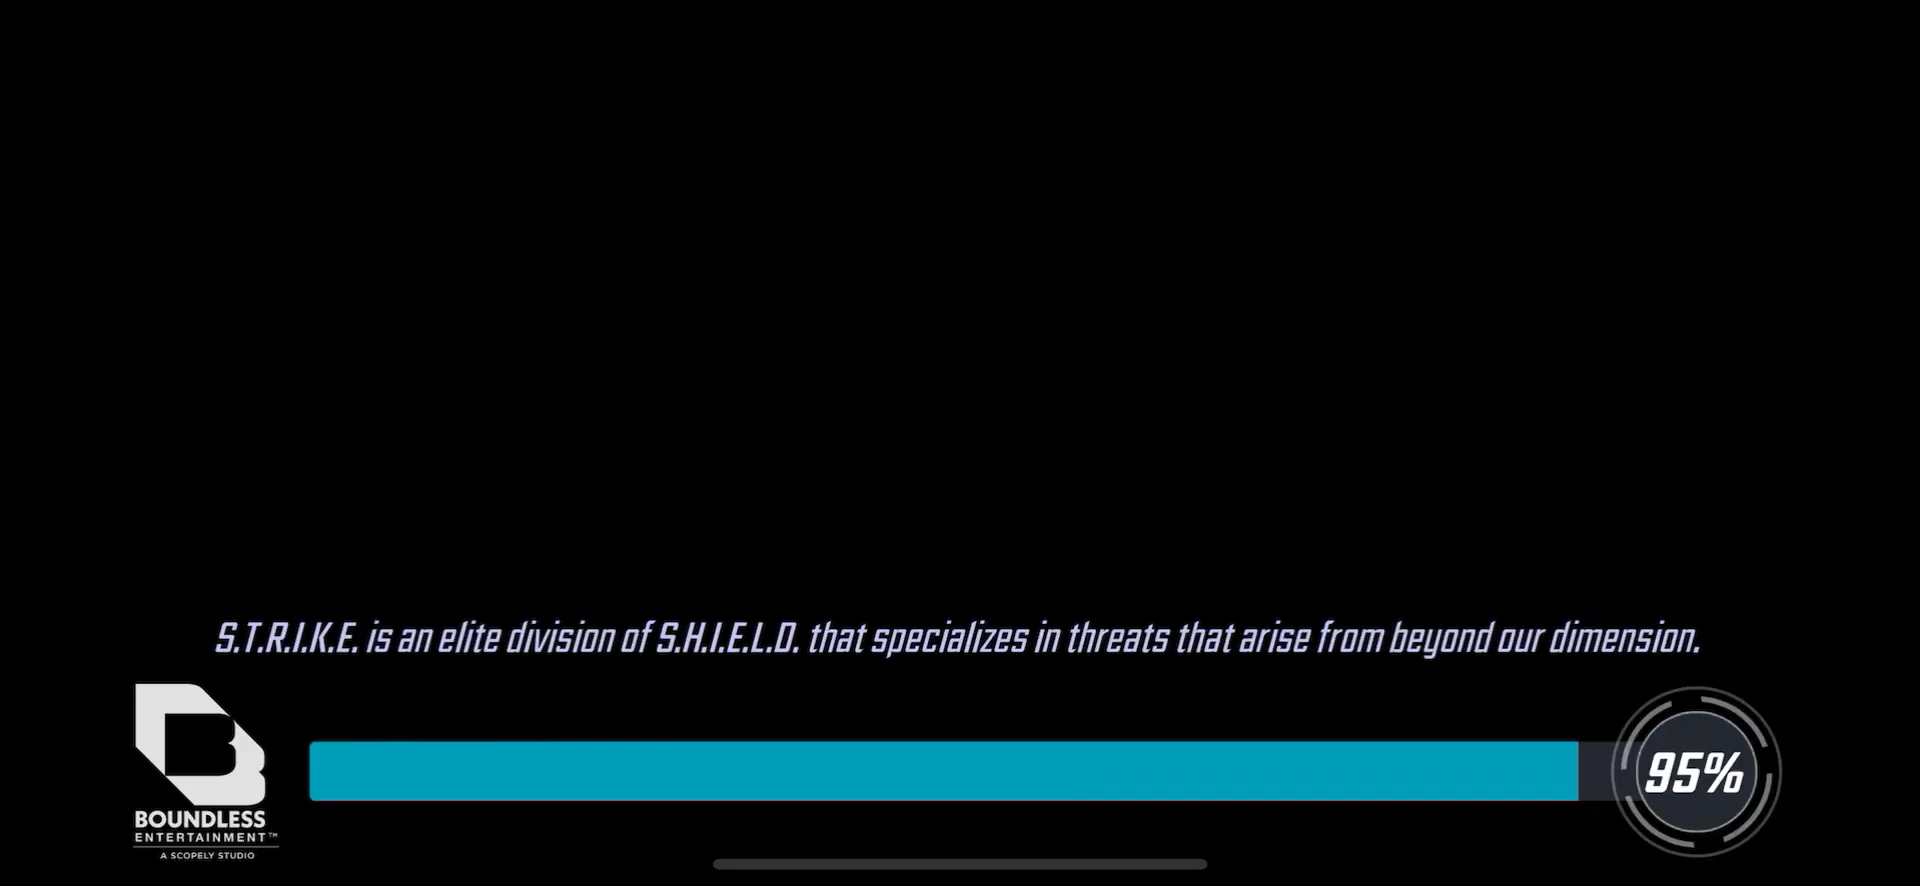 S.T.R.I.K.E. is an elite division of S.H.I.E.L.D. that specializes in threats that arise from beyond our dimension.
95%
BOUNDLESS
ENTERTAINMENT™
A SCOPELY STUDIO